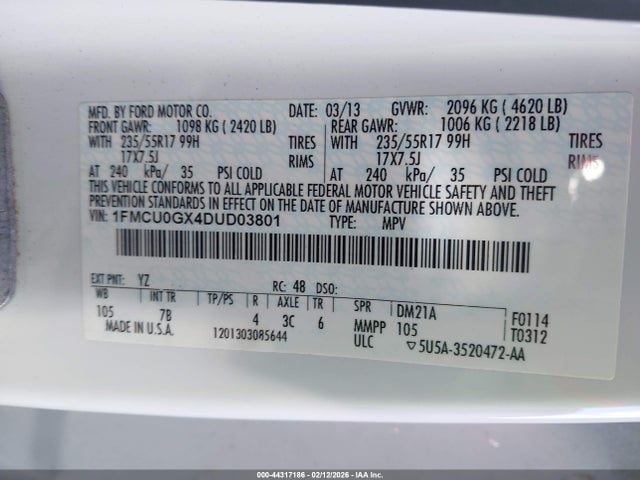 MFD. BY FORD MOTOR CO. DATE: 03/13 GVWR: 2096 KG ( 4620 LB)
FRONT GAWR: 1098 KG ( 2420 LB) REAR GAWR: 1006 KG ( 2218 LB)
WITH 235/55R17 99H TIRES WITH 235/55R17 99H TIRES
17X7.5J RIMS 17X7.5J RIMS
AT 240 kPa/ 35 PSI COLD AT 240 kPa/ 35 PSI COLD
THIS VEHICLE CONFORMS TO ALL APPLICABLE FEDERAL MOTOR VEHICLE SAFETY AND THEFT
PREVENTION STANDARDS IN EFFECT ON THE DATE OF MANUFACTURE SHOWN ABOVE.
VIN: 1FMCU0GX4DUD03801 TYPE: MPV
EXT PNT: YZ RC: 48 DSO:
WB INT TR TP/PS R AXLE TR SPR DM21A F0114
105 7B 4 3C 6 MMPP 105 T0312
MADE IN U.S.A. 1201303085644 ULC ▽5U5A-3520472-AA
000-44317186 - 02/12/2026 - IAA Inc.